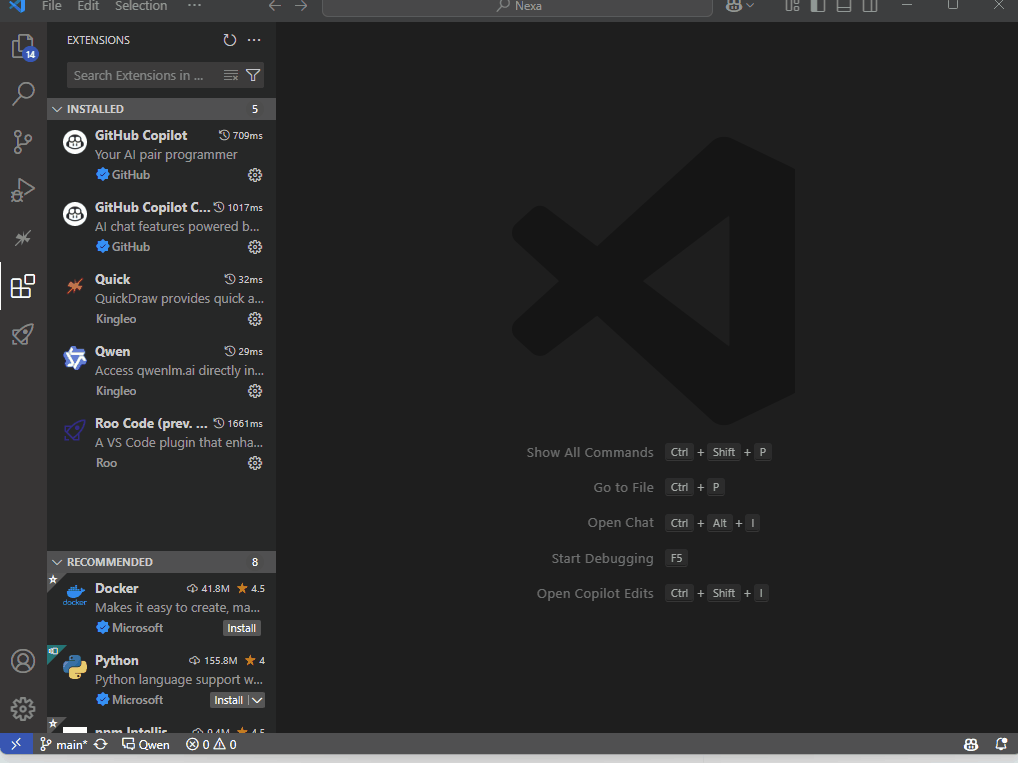 File Edit Selection ··· Nexa
EXTENSIONS
14
Search Extensions in ...
INSTALLED 5
GitHub Copilot 709ms
Your AI pair programmer
GitHub
GitHub Copilot C... 1017ms
AI chat features powered b...
GitHub
Quick 32ms
QuickDraw provides quick a...
Kingleo
Qwen 29ms
Access qwenlm.ai directly in...
Kingleo
Roo Code (prev. ... 1661ms
A VS Code plugin that enha...
Roo
RECOMMENDED 8
Docker 41.8M 4.5
docker
Makes it easy to create, ma...
Microsoft Install
Python 155.8M 4
Python language support w...
Microsoft Install
npm Intellis 9.4M 4.5
Show All Commands Ctrl + Shift + P
Go to File Ctrl + P
Open Chat Ctrl + Alt + I
Start Debugging F5
Open Copilot Edits Ctrl + Shift + I
main* Qwen 0 0